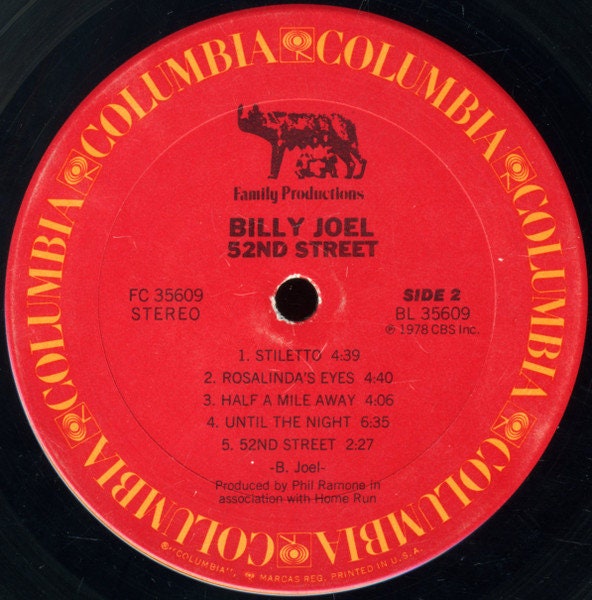 COLUMBIA COLUMBIA COLUMBIA COLUMBIA COLUMBIA COLUMBIA
Family Productions
BILLY JOEL
52ND STREET
FC 35609
STEREO
SIDE 2
BL 35609
℗ 1978 CBS Inc.
1. STILETTO 4:39
2. ROSALINDA'S EYES 4:40
3. HALF A MILE AWAY 4:06
4. UNTIL THE NIGHT 6:35
5. 52ND STREET 2:27
-B. Joel-
Produced by Phil Ramone in
association with Home Run
"COLUMBIA", MARCAS REG. PRINTED IN U.S.A.